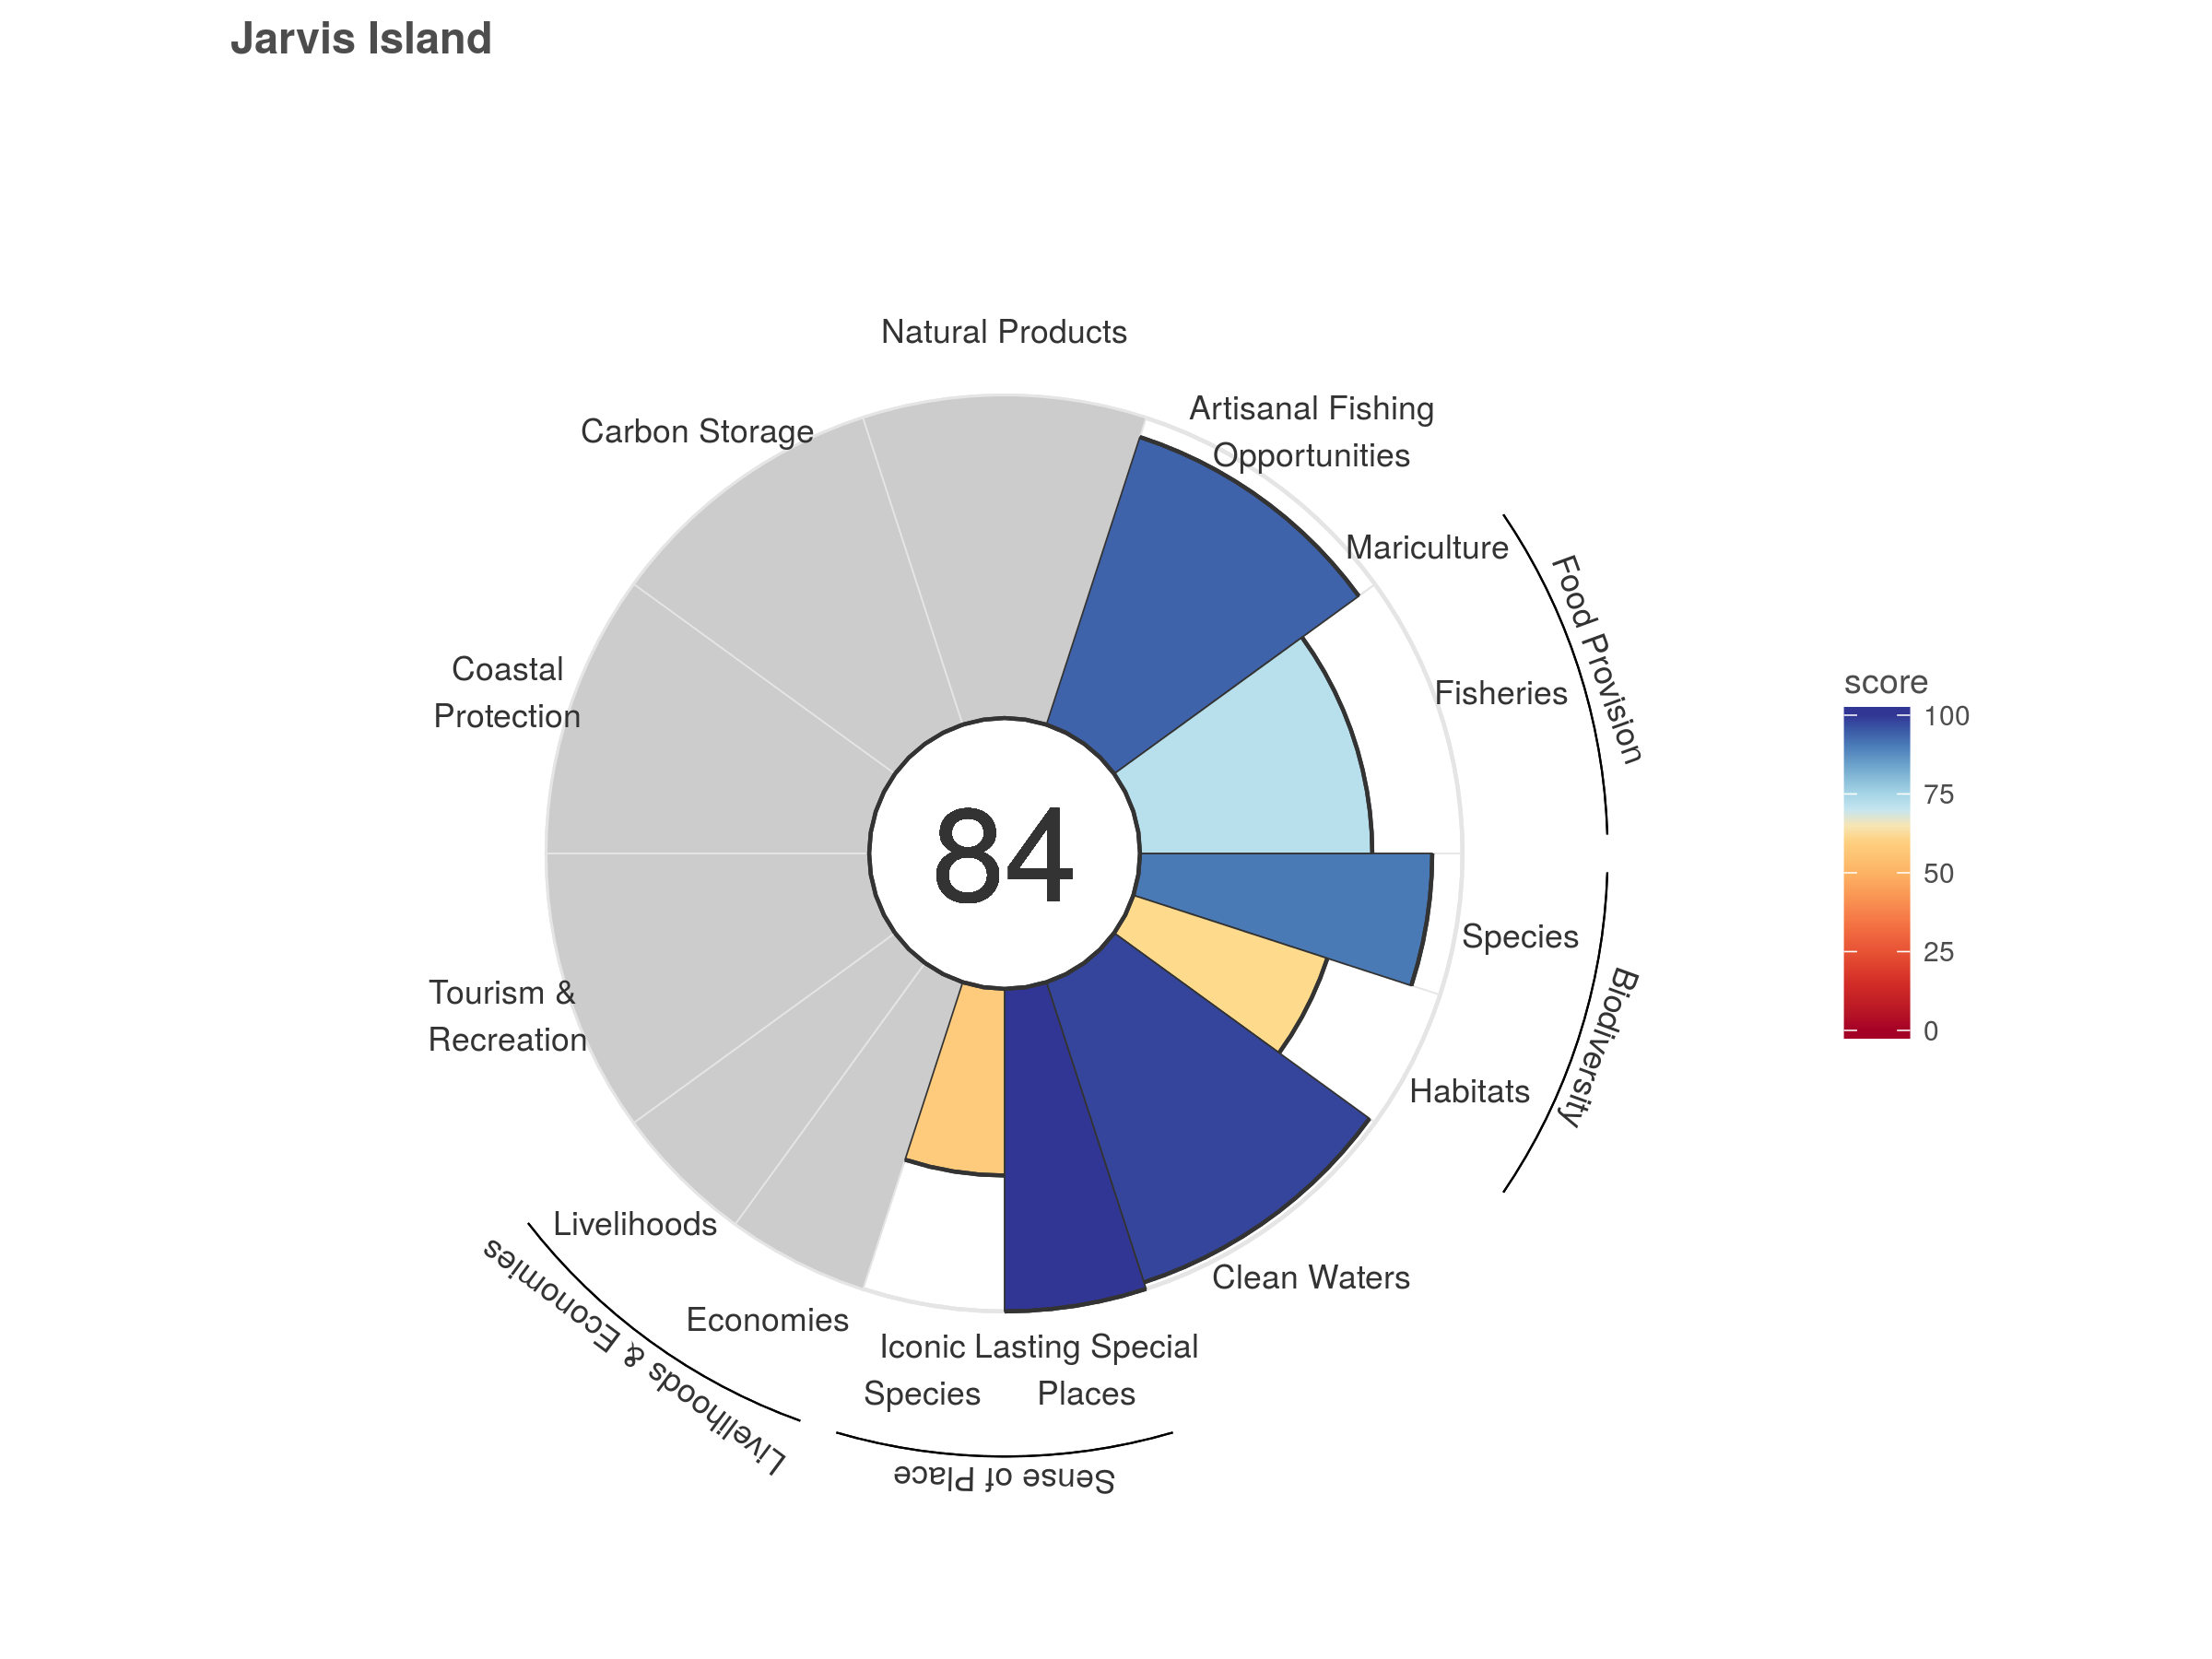 Jarvis Island
Natural Products
Carbon Storage
Artisanal Fishing
Opportunities
Mariculture
Food Provision
Fisheries
Coastal
Protection
84
score
100
75
50
25
0
Species
Biodiversity
Habitats
Tourism &
Recreation
Livelihoods
Livelihoods & Economies
Economies
Clean Waters
Iconic
Species
Lasting Special
Places
Sense of Place